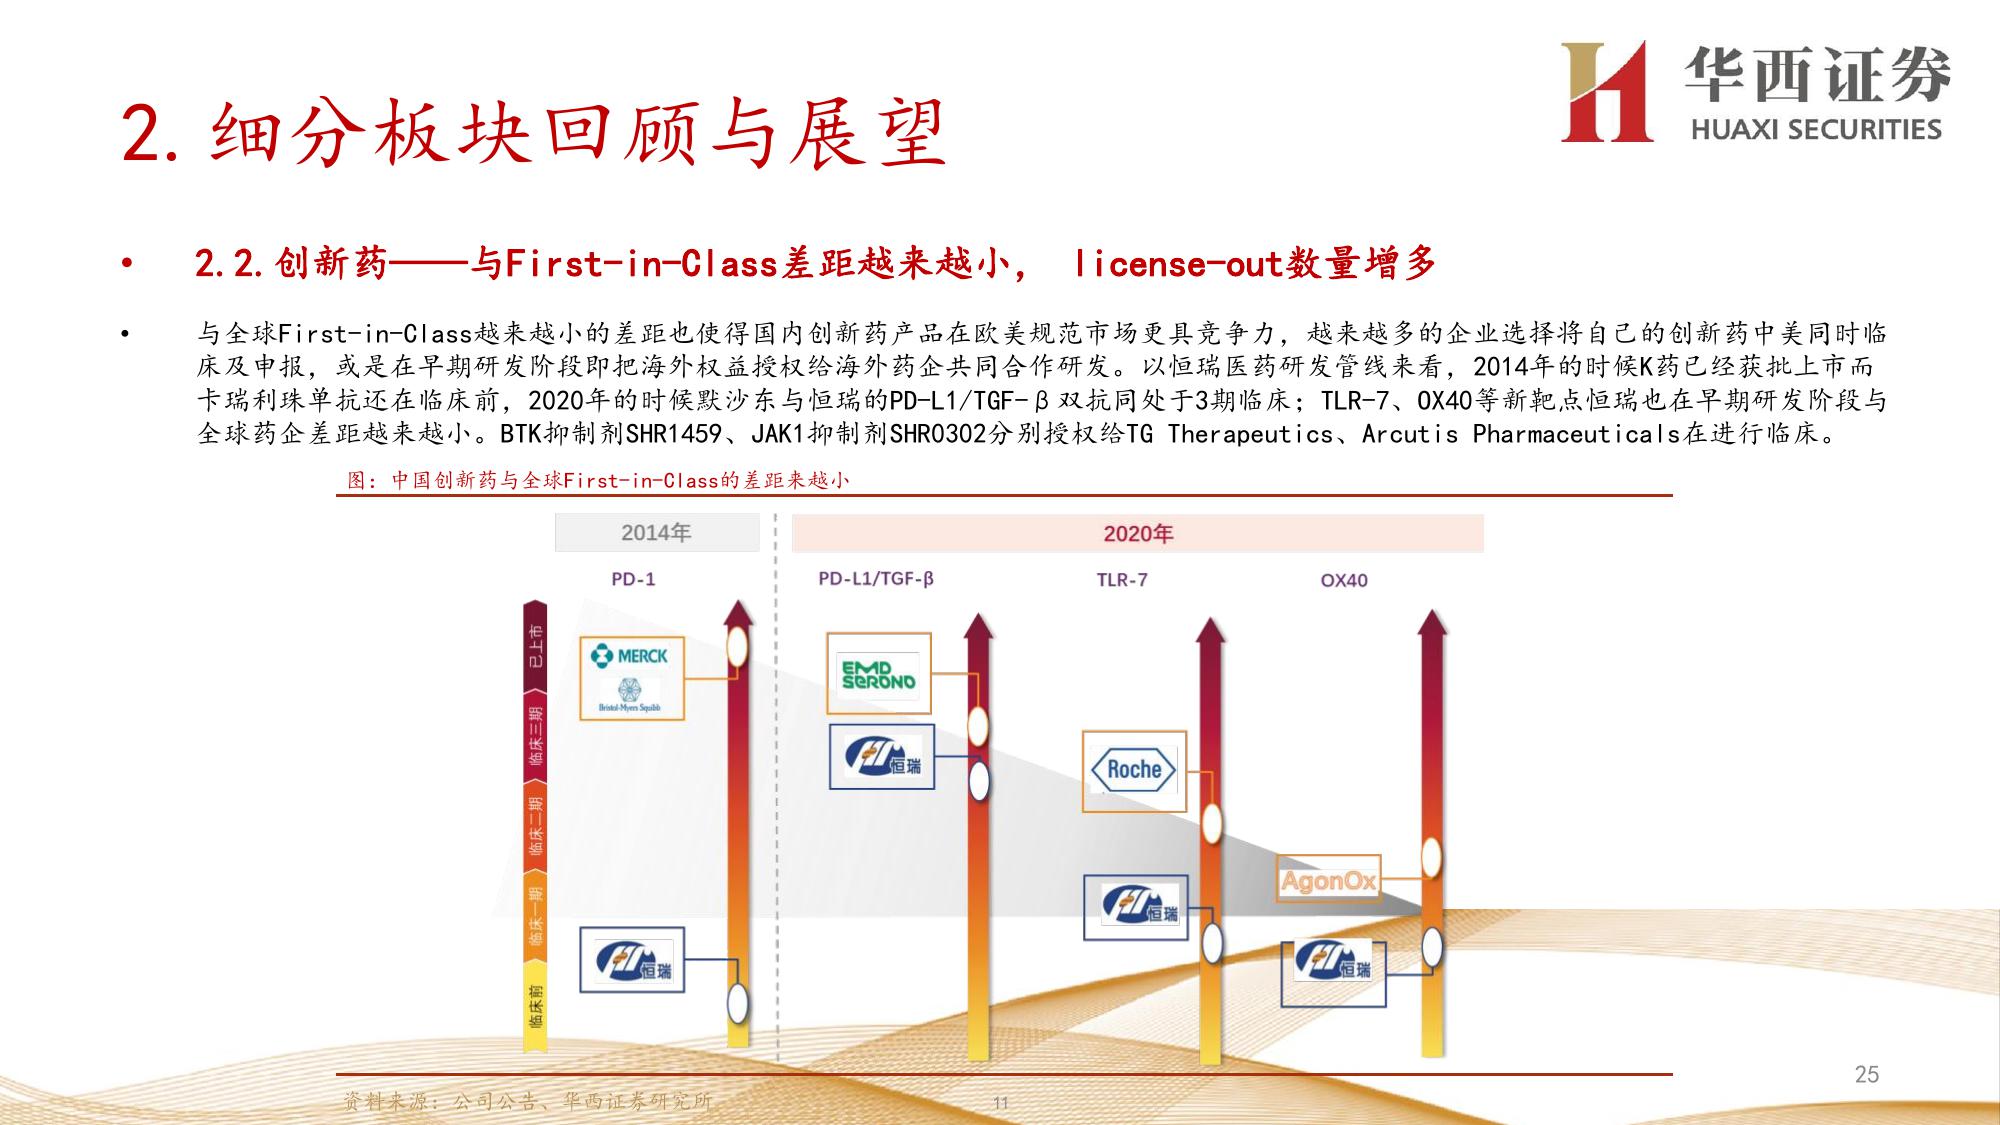 华西证券
HUAXI SECURITIES
2. 细分板块回顾与展望
• 2.2.创新药——与First-in-Class差距越来越小， license-out数量增多
• 与全球First-in-Class越来越小的差距也使得国内创新药产品在欧美规范市场更具竞争力，越来越多的企业选择将自己的创新药中美同时临
床及申报，或是在早期研发阶段即把海外权益授权给海外药企共同合作研发。以恒瑞医药研发管线来看，2014年的时候K药已经获批上市而
卡瑞利珠单抗还在临床前，2020年的时候默沙东与恒瑞的PD-L1/TGF-β双抗同处于3期临床；TLR-7、OX40等新靶点恒瑞也在早期研发阶段与
全球药企差距越来越小。BTK抑制剂SHR1459、JAK1抑制剂SHR0302分别授权给TG Therapeutics、Arcutis Pharmaceuticals在进行临床。
图：中国创新药与全球First-in-Class的差距来越小
2014年
2020年
PD-1
PD-L1/TGF-β
TLR-7
OX40
已上市
临床三期
临床二期
临床一期
临床前
MERCK
Bristol-Myers Squibb
恒瑞
EMD
SERONO
恒瑞
Roche
恒瑞
AgonOx
恒瑞
资料来源：公司公告、华西证券研究所
11
25